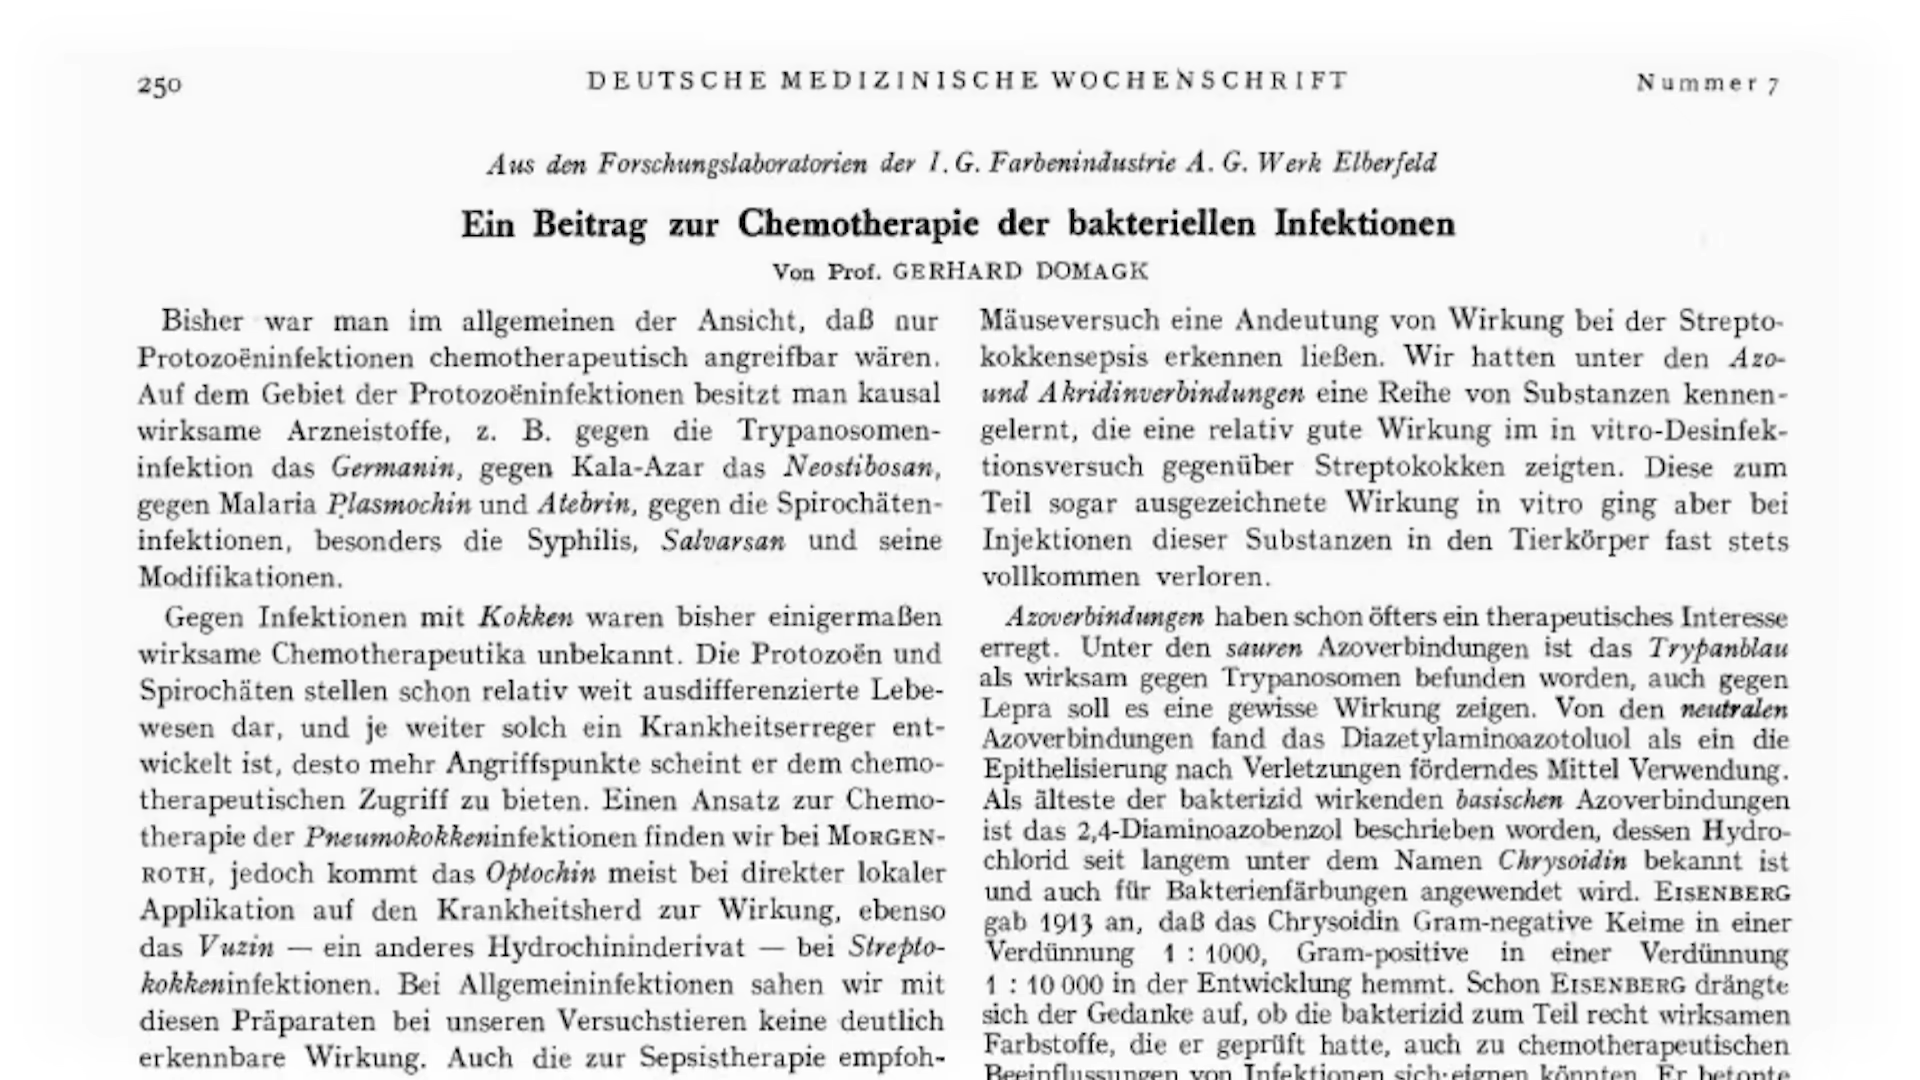 250
DEUTSCHE MEDIZINISCHE WOCHENSCHRIFT
Nummer 7
Aus den Forschungslaboratorien der I. G. Farbenindustrie A. G. Werk Elberfeld
Ein Beitrag zur Chemotherapie der bakteriellen Infektionen
Von Prof. GERHARD DOMAGK
Bisher war man im allgemeinen der Ansicht, daß nur
Protozoëninfektionen chemotherapeutisch angreifbar wären.
Auf dem Gebiet der Protozoëninfektionen besitzt man kausal
wirksame Arzneistoffe, z. B. gegen die Trypanosomen-
infektion das Germanin, gegen Kala-Azar das Neostibosan,
gegen Malaria Plasmochin und Atebrin, gegen die Spirochäten-
infektionen, besonders die Syphilis, Salvarsan und seine
Modifikationen.
Gegen Infektionen mit Kokken waren bisher einigermaßen
wirksame Chemotherapeutika unbekannt. Die Protozoën und
Spirochäten stellen schon relativ weit ausdifferenzierte Lebe-
wesen dar, und je weiter solch ein Krankheitserreger ent-
wickelt ist, desto mehr Angriffspunkte scheint er dem chemo-
therapeutischen Zugriff zu bieten. Einen Ansatz zur Chemo-
therapie der Pneumokokkeninfektionen finden wir bei MORGEN-
ROTH, jedoch kommt das Optochin meist bei direkter lokaler
Applikation auf den Krankheitsherd zur Wirkung, ebenso
das Vuzin — ein anderes Hydrochininderivat — bei Strepto-
kokkeninfektionen. Bei Allgemeininfektionen sahen wir mit
diesen Präparaten bei unseren Versuchstieren keine deutlich
erkennbare Wirkung. Auch die zur Sepsistherapie empfoh-
Mäuseversuch eine Andeutung von Wirkung bei der Strepto-
kokkensepsis erkennen ließen. Wir hatten unter den Azo-
und Akridinverbindungen eine Reihe von Substanzen kennen-
gelernt, die eine relativ gute Wirkung im in vitro-Desinfek-
tionsversuch gegenüber Streptokokken zeigten. Diese zum
Teil sogar ausgezeichnete Wirkung in vitro ging aber bei
Injektionen dieser Substanzen in den Tierkörper fast stets
vollkommen verloren.
Azoverbindungen haben schon öfters ein therapeutisches Interesse
erregt. Unter den sauren Azoverbindungen ist das Trypanblau
als wirksam gegen Trypanosomen befunden worden, auch gegen
Lepra soll es eine gewisse Wirkung zeigen. Von den neutralen
Azoverbindungen fand das Diazetylaminoazotoluol als ein die
Epithelisierung nach Verletzungen förderndes Mittel Verwendung.
Als älteste der bakterizid wirkenden basischen Azoverbindungen
ist das 2,4-Diaminoazobenzol beschrieben worden, dessen Hydro-
chlorid seit langem unter dem Namen Chrysoidin bekannt ist
und auch für Bakterienfärbungen angewendet wird. EISENBERG
gab 1913 an, daß das Chrysoidin Gram-negative Keime in einer
Verdünnung 1 : 1000, Gram-positive in einer Verdünnung
1 : 10 000 in der Entwicklung hemmt. Schon EISENBERG drängte
sich der Gedanke auf, ob die bakterizid zum Teil recht wirksamen
Farbstoffe, die er geprüft hatte, auch zu chemotherapeutischen
Beeinflussungen von Infektionen sich eignen könnten. Er betonte